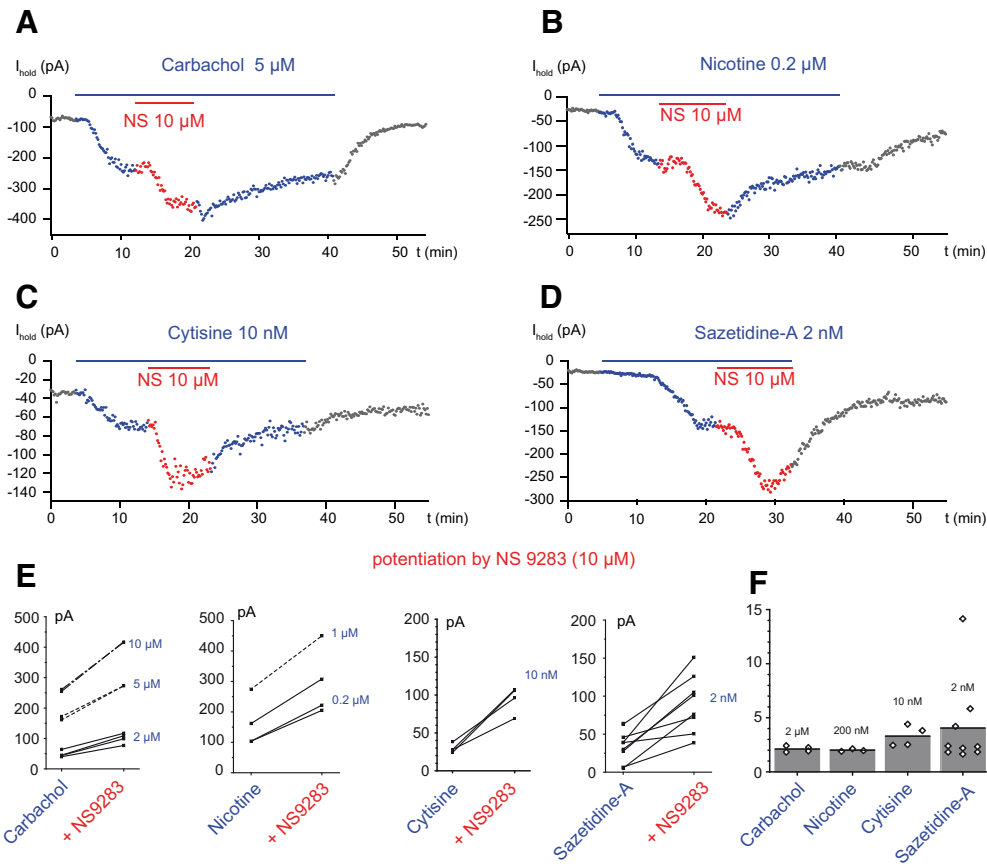 A
B
I hold (pA)
Carbachol 5 µM
I hold (pA)
Nicotine 0.2 µM
0
-100
-200
-300
-400
NS 10 µM
0
-50
-100
-150
-200
-250
NS 10 µM
0 10 20 30 40 50 t (min)
0 10 20 30 40 50 t (min)
C
D
I hold (pA)
Cytisine 10 nM
I hold (pA)
Sazetidine-A 2 nM
0
-20
-40
-60
-80
-100
-120
-140
NS 10 µM
0
-50
-100
-150
-200
-250
-300
NS 10 µM
0 10 20 30 40 50 t (min)
0 10 20 30 40 50 t (min)
potentiation by NS 9283 (10 µM)
E
500
400
300
200
100
0
pA
10 µM
5 µM
2 µM
Carbachol
+ NS9283
500
400
300
200
100
0
pA
1 µM
0.2 µM
Nicotine
+ NS9283
200
150
100
50
0
pA
10 nM
Cytisine
+ NS9283
200
150
100
50
0
pA
2 nM
Sazetidine-A
+ NS9283
F
15
10
5
0
2 µM
200 nM
10 nM
2 nM
Carbachol
Nicotine
Cytisine
Sazetidine-A